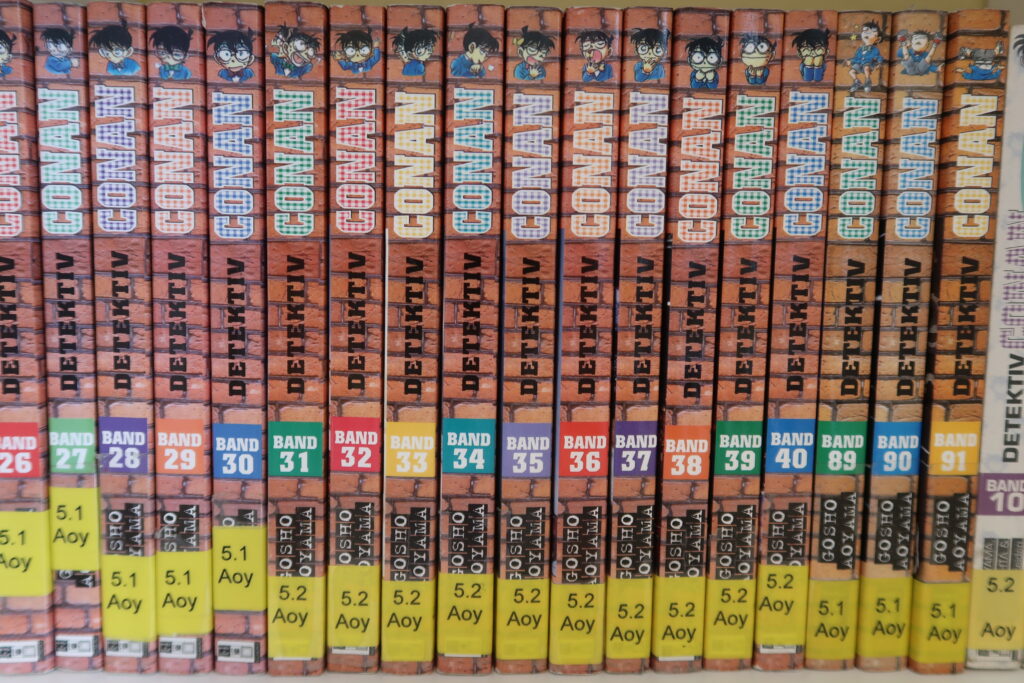 CONAN
DETEKTIV
BAND
26
5.1
Aoy
CONAN
DETEKTIV
BAND
27
5.1
Aoy
CONAN
DETEKTIV
BAND
28
GOSHO
AOYAMA
5.1
Aoy
CONAN
DETEKTIV
BAND
29
GOSHO
AOYAMA
5.1
Aoy
CONAN
DETEKTIV
BAND
30
5.1
Aoy
CONAN
DETEKTIV
BAND
31
GOSHO
AOYAMA
5.2
Aoy
CONAN
DETEKTIV
BAND
32
GOSHO
AOYAMA
5.2
Aoy
CONAN
DETEKTIV
BAND
33
GOSHO
AOYAMA
5.2
Aoy
CONAN
DETEKTIV
BAND
34
GOSHO
AOYAMA
5.2
Aoy
CONAN
DETEKTIV
BAND
35
GOSHO
AOYAMA
5.2
Aoy
CONAN
DETEKTIV
BAND
36
GOSHO
AOYAMA
5.2
Aoy
CONAN
DETEKTIV
BAND
37
GOSHO
AOYAMA
5.2
Aoy
CONAN
DETEKTIV
BAND
38
GOSHO
AOYAMA
5.2
Aoy
CONAN
DETEKTIV
BAND
39
GOSHO
AOYAMA
5.2
Aoy
CONAN
DETEKTIV
BAND
40
GOSHO
AOYAMA
5.2
Aoy
CONAN
DETEKTIV
BAND
89
GOSHO
AOYAMA
5.1
Aoy
CONAN
DETEKTIV
BAND
90
GOSHO
AOYAMA
5.1
Aoy
CONAN
DETEKTIV
BAND
91
GOSHO
AOYAMA
5.1
Aoy
DETEKTIV
BAND
10
5.2
Aoy